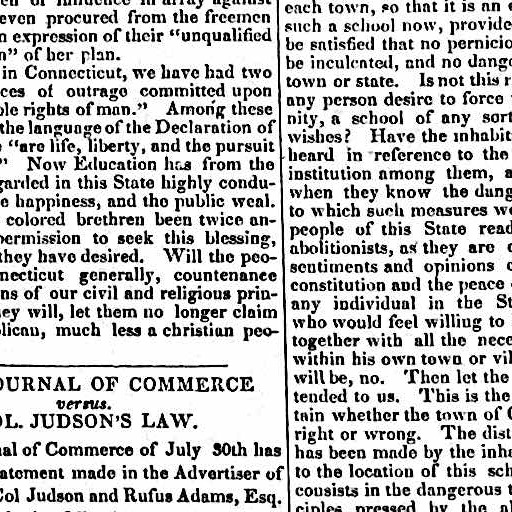 even procured from the freemen
n expression of their "unqualified
n" of her plan.
in Connecticut, we have had two
ces of outrage committed upon
ble rights of man." Among these
the language of the Declaration of
"are life, liberty, and the pursuit
" Now Education has from the
garded in this State highly condu-
e happiness, and the public weal.
colored brethren been twice an-
permission to seek this blessing,
they have desired. Will the peo-
necticut generally, countenance
ns of our civil and religious prin-
ey will, let them no longer claim
blican, much less a christian peo-
OURNAL OF COMMERCE
versus.
OL. JUDSON'S LAW.
nal of Commerce of July 30th has
atement made in the Advertiser of
Col Judson and Rufus Adams, Esq.
each town, so that it is an
such a school now, provide
be satisfied that no pernicio
be inculcated, and no dang
town or state. Is not this r
any person desire to force
nity, a school of any sort
wishes? Have the inhabit
heard in reference to the
institution among them, a
when they know the dang
to which such measures we
people of this State read
abolitionists, as they are
sentiments and opinions
constitution and the peace
any individual in the St
who would feel willing to
together with all the nece
within his own town or vil
will be, no. Then let the
tended to us. This is the
tain whether the town of C
right or wrong. The dist
has been made by the inha
to the location of this sch
consists in the dangerous t
ciples pressed by the ab